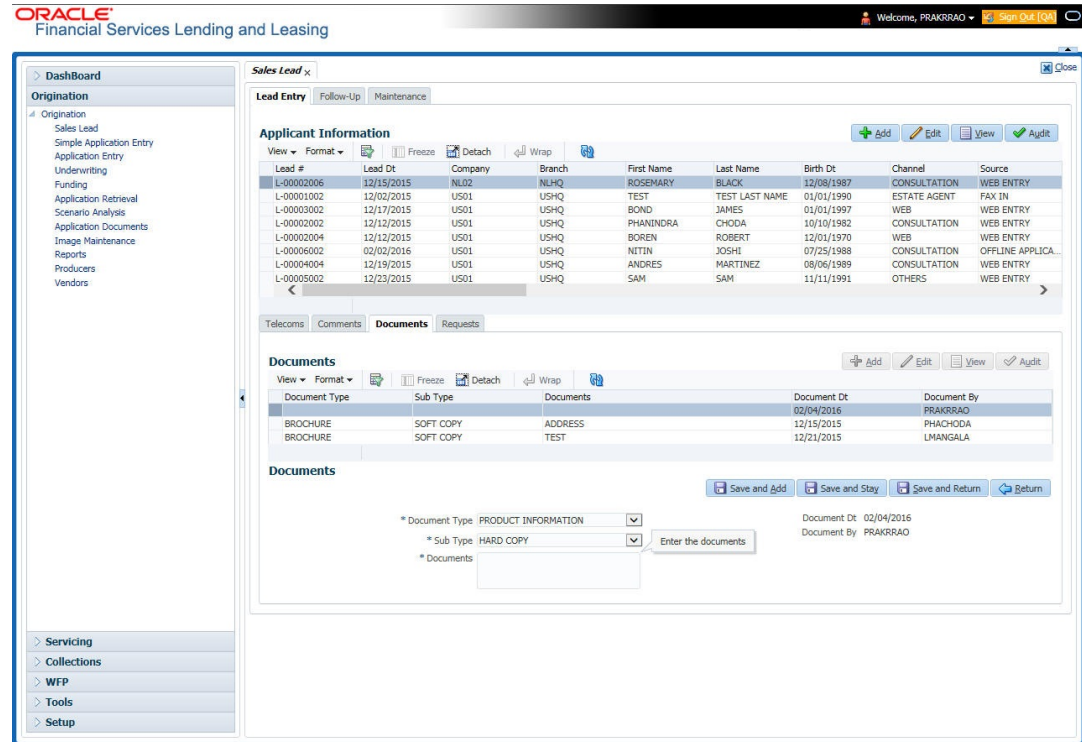 ORACLE
Financial Services Lending and Leasing
Welcome, PRAKRRAO
Sign Out [QA]
Close
DashBoard
Origination
Origination
Sales Lead
Simple Application Entry
Application Entry
Underwriting
Funding
Application Retrieval
Scenario Analysis
Application Documents
Image Maintenance
Reports
Producers
Vendors
Servicing
Collections
WFP
Tools
Setup
Sales Lead
Lead Entry Follow-Up Maintenance
Applicant Information
Add Edit View Audit
View Format Freeze Detach Wrap
Lead # Lead Dt Company Branch First Name Last Name Birth Dt Channel Source
L-00002006 12/15/2015 NL02 NLHQ ROSEMARY BLACK 12/08/1987 CONSULTATION WEB ENTRY
L-00001002 12/02/2015 US01 USHQ TEST TEST LAST NAME 01/01/1990 ESTATE AGENT FAX IN
L-00003002 12/17/2015 US01 USHQ BOND JAMES 01/01/1997 WEB WEB ENTRY
L-00002002 12/12/2015 US01 USHQ PHANINDRA CHODA 10/10/1982 CONSULTATION WEB ENTRY
L-00002004 12/12/2015 US01 USHQ BOREN ROBERT 12/01/1970 WEB WEB ENTRY
L-00006002 02/02/2016 US01 USHQ NITIN JOSHI 07/25/1988 CONSULTATION OFFLINE APPLICA...
L-00004004 12/19/2015 US01 USHQ ANDRES MARTINEZ 08/06/1989 CONSULTATION WEB ENTRY
L-00005002 12/23/2015 US01 USHQ SAM SAM 11/11/1991 OTHERS WEB ENTRY
Telecoms Comments Documents Requests
Documents
Add Edit View Audit
View Format Freeze Detach Wrap
Document Type Sub Type Documents Document Dt Document By
02/04/2016 PRAKRRAO
BROCHURE SOFT COPY ADDRESS 12/15/2015 PHACHODA
BROCHURE SOFT COPY TEST 12/21/2015 LMANGALA
Documents
Save and Add Save and Stay Save and Return Return
* Document Type PRODUCT INFORMATION
Document Dt 02/04/2016
* Sub Type HARD COPY
Enter the documents
Document By PRAKRRAO
* Documents